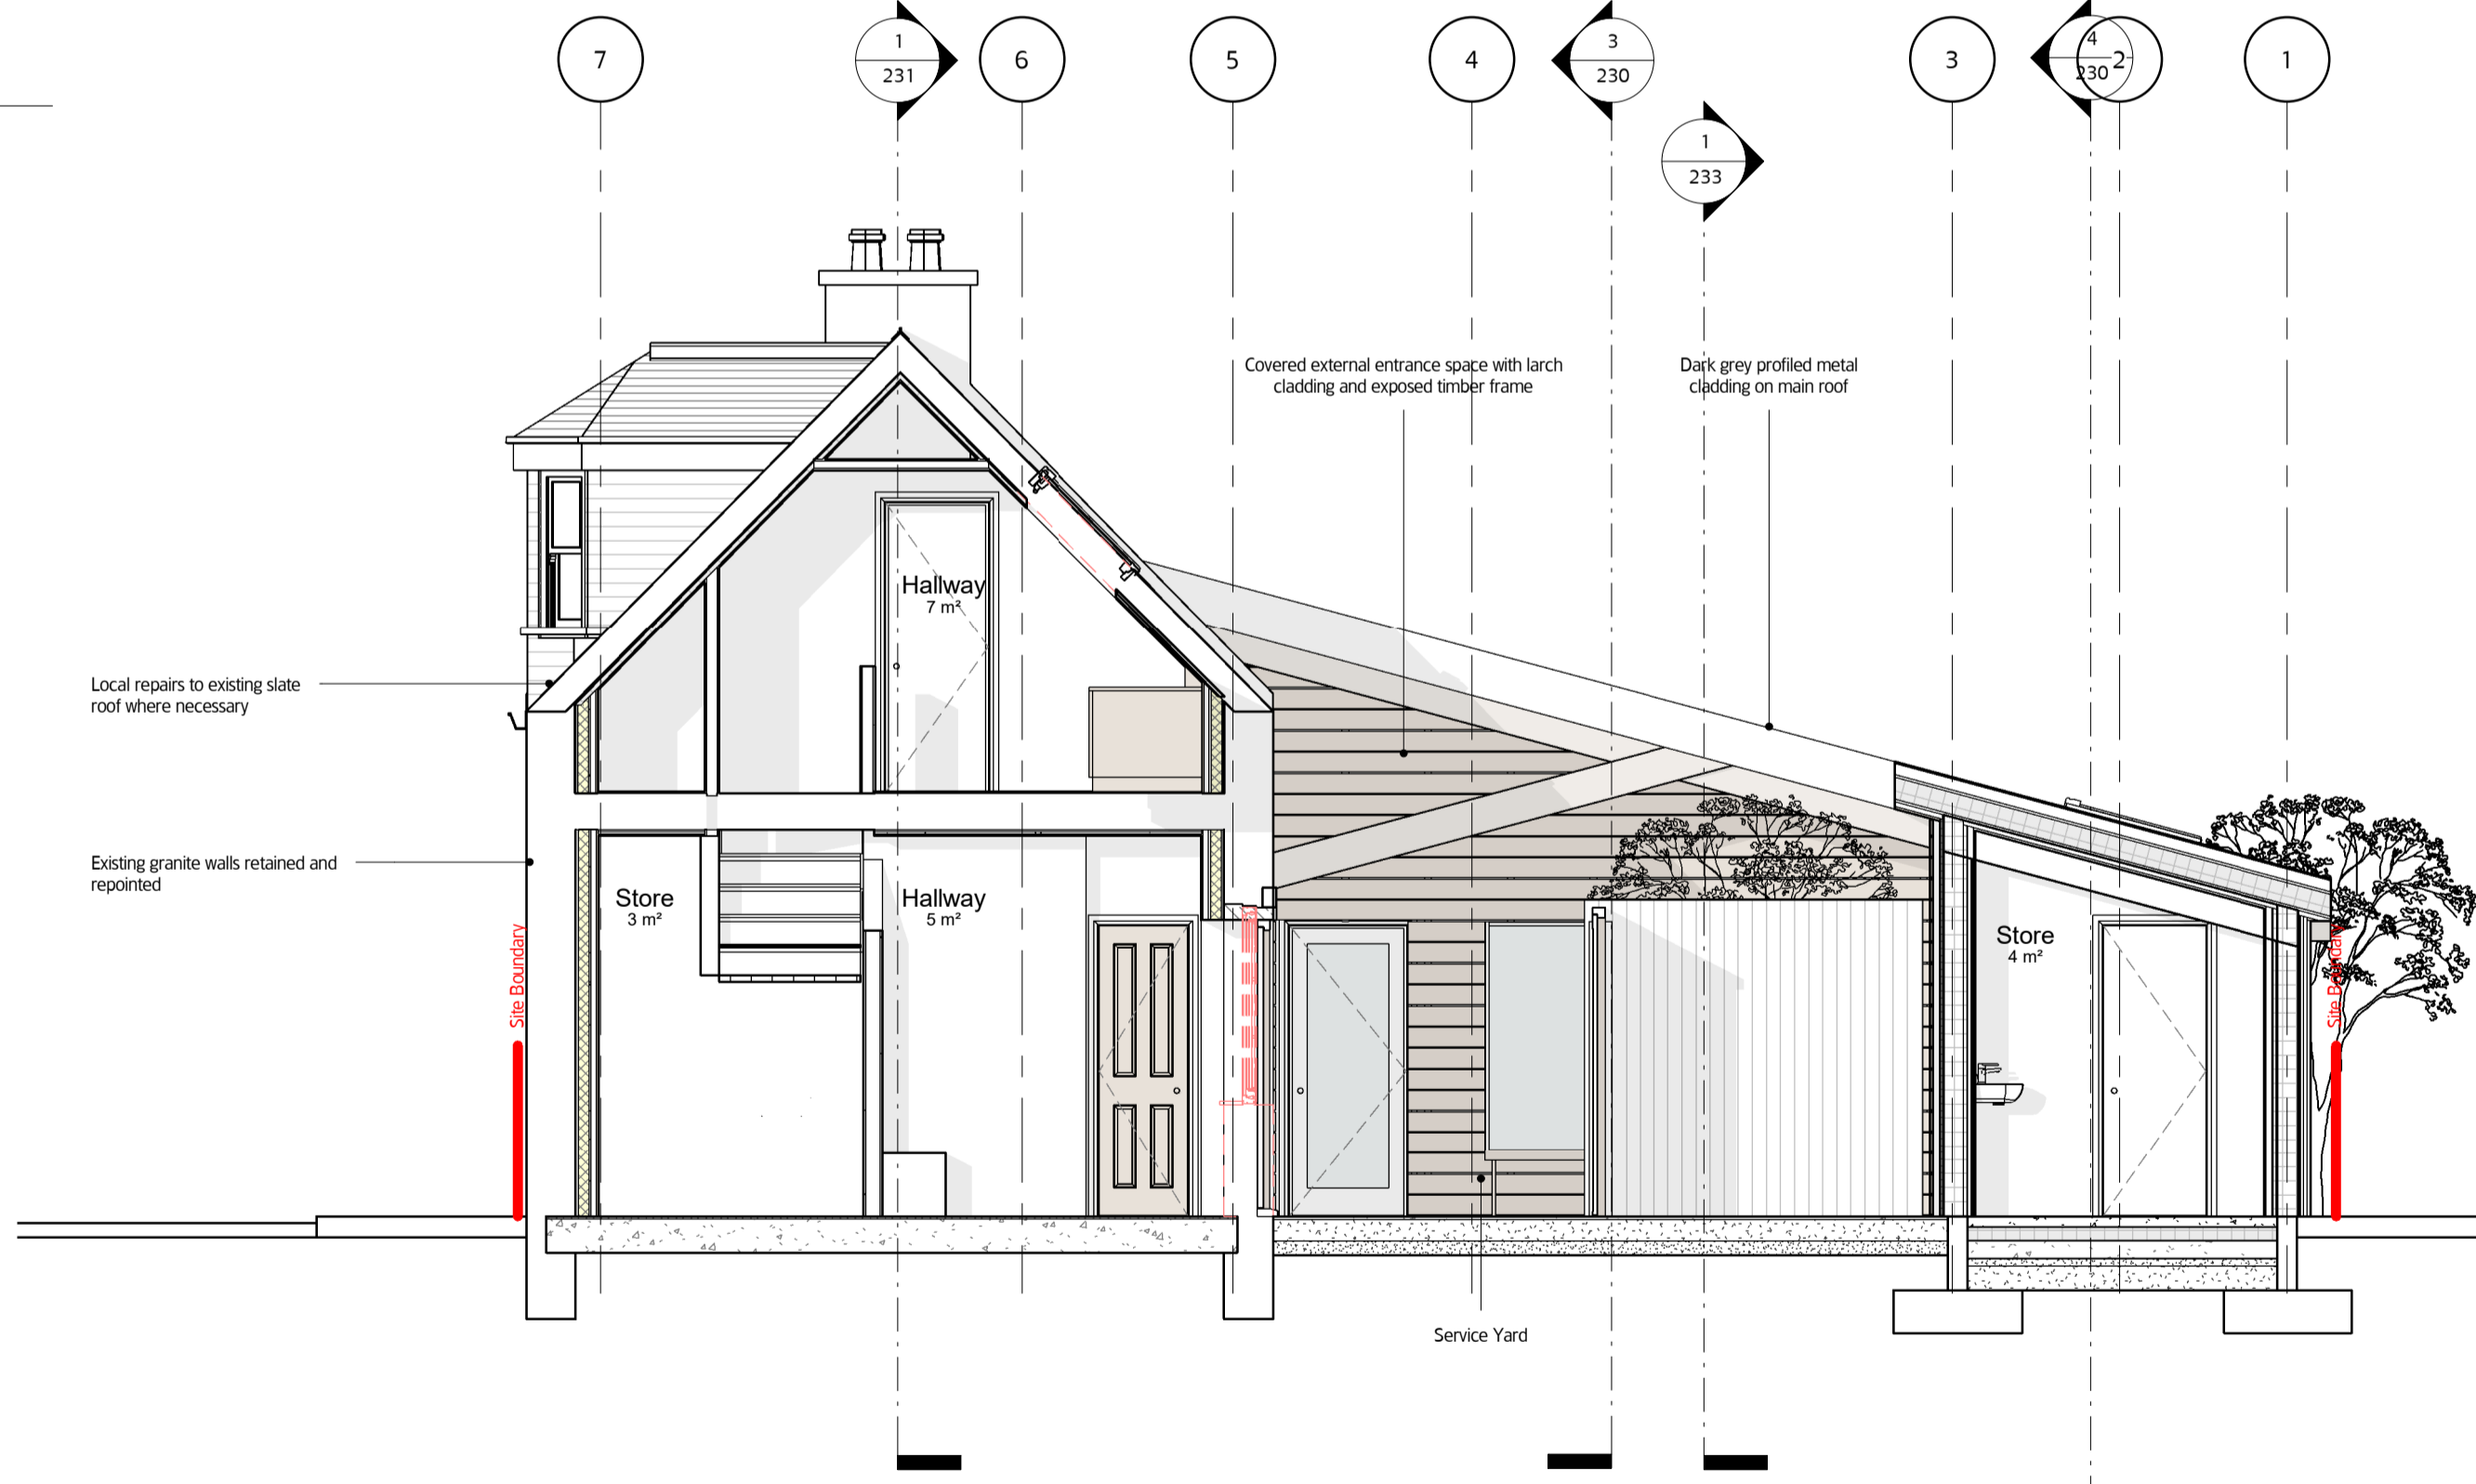 7
1
231
6
5
4
3
230
3
4
230
2
1
1
233
Covered external entrance space with larch
cladding and exposed timber frame
Dark grey profiled metal
cladding on main roof
Hallway
7 m²
Local repairs to existing slate
roof where necessary
Existing granite walls retained and
repointed
Store
3 m²
Hallway
5 m²
Store
4 m²
Site Boundary
Site Boundary
Service Yard